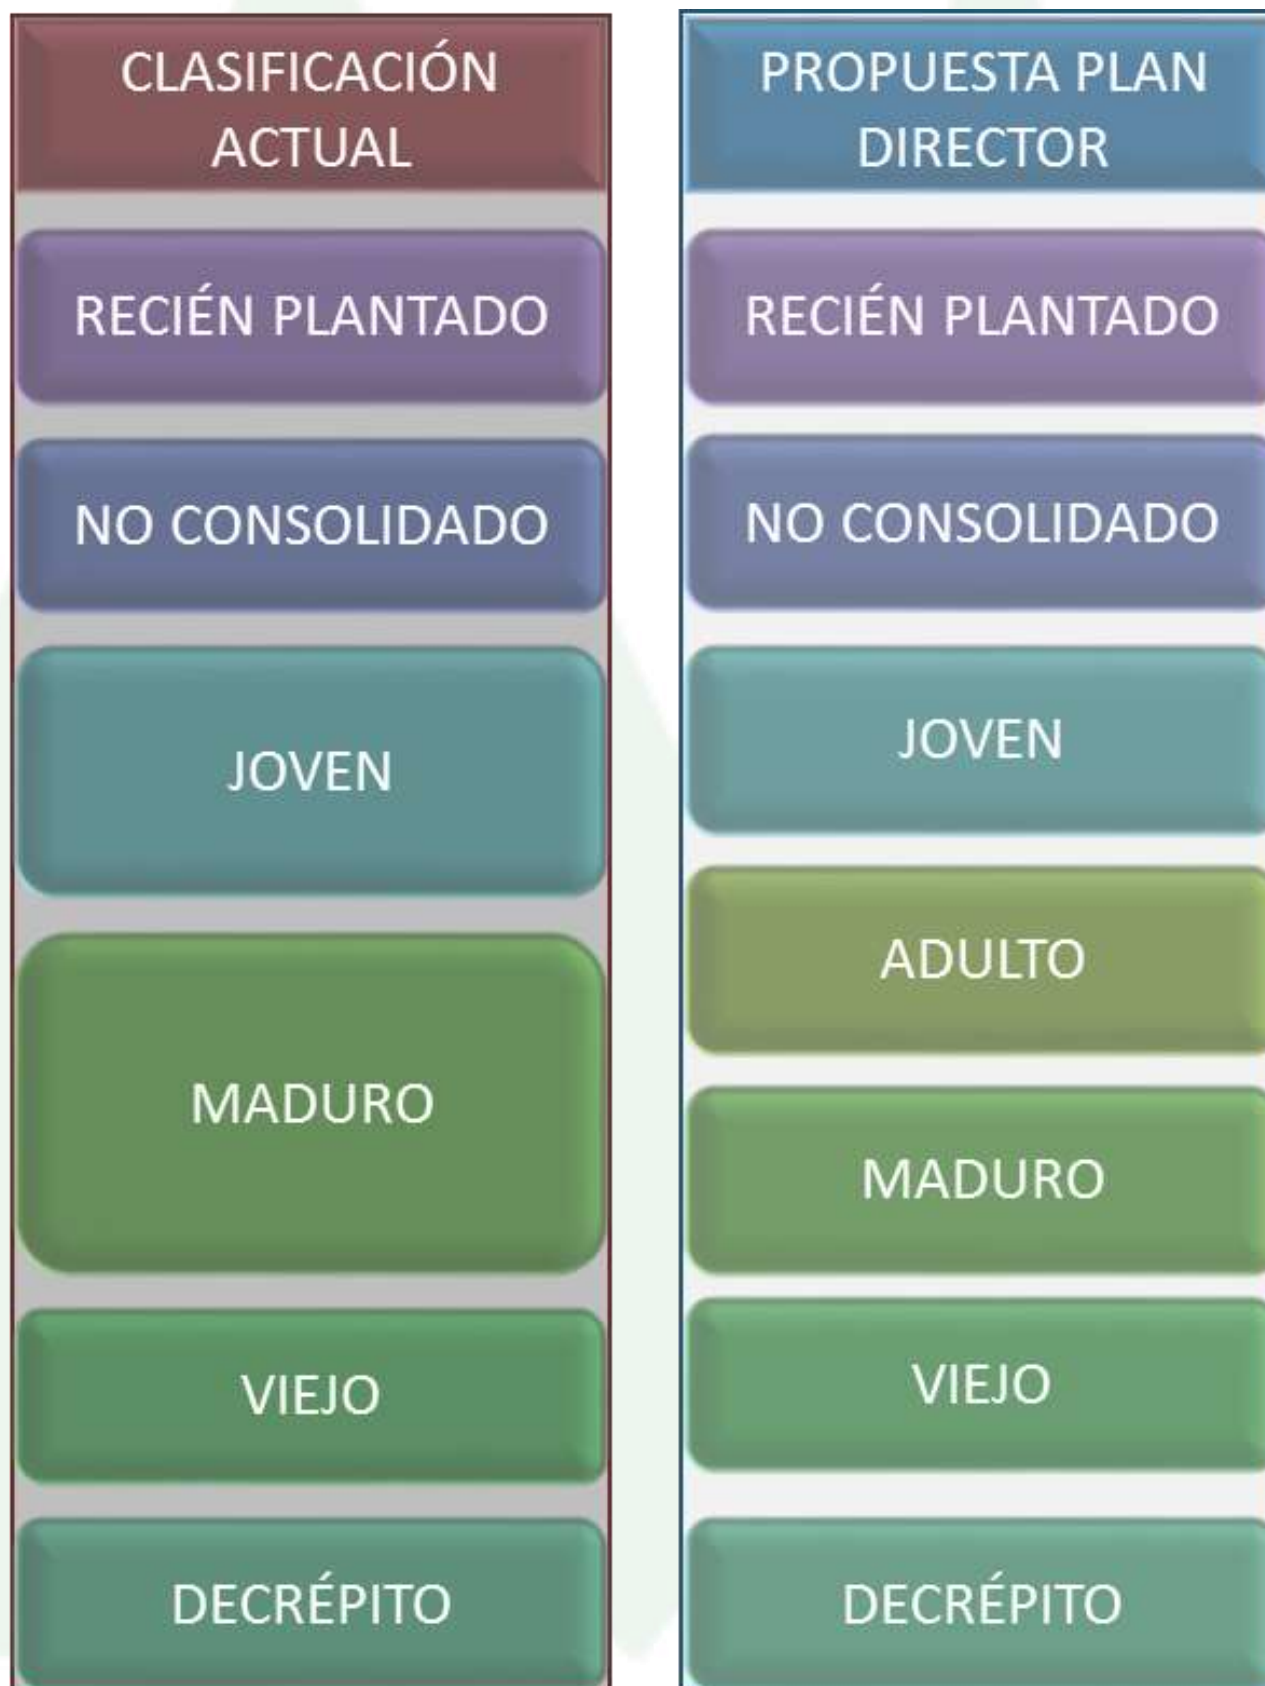 CLASIFICACIÓN
ACTUAL
RECIÉN PLANTADO
NO CONSOLIDADO
JOVEN
MADURO
VIEJO
DECRÉPITO
PROPUESTA PLAN
DIRECTOR
RECIÉN PLANTADO
NO CONSOLIDADO
JOVEN
ADULTO
MADURO
VIEJO
DECRÉPITO